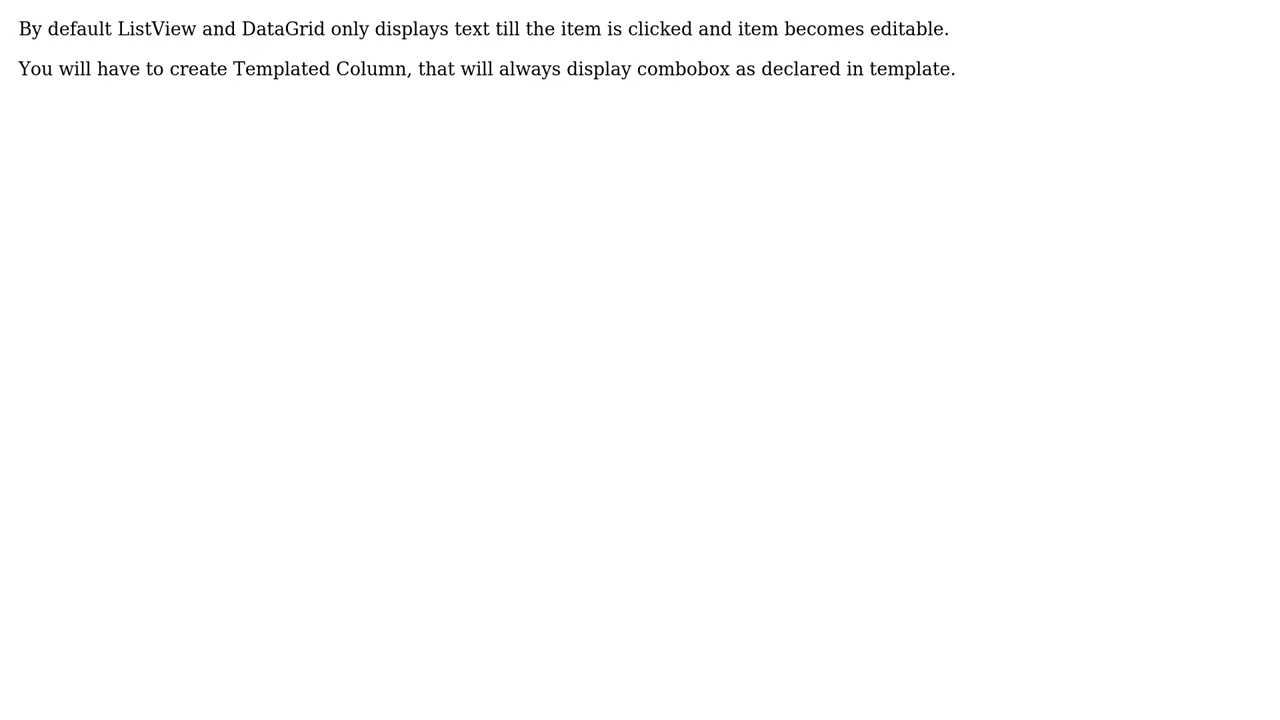 By default ListView and DataGrid only displays text till the item is clicked and item becomes editable.
You will have to create Templated Column, that will always display combobox as declared in template.